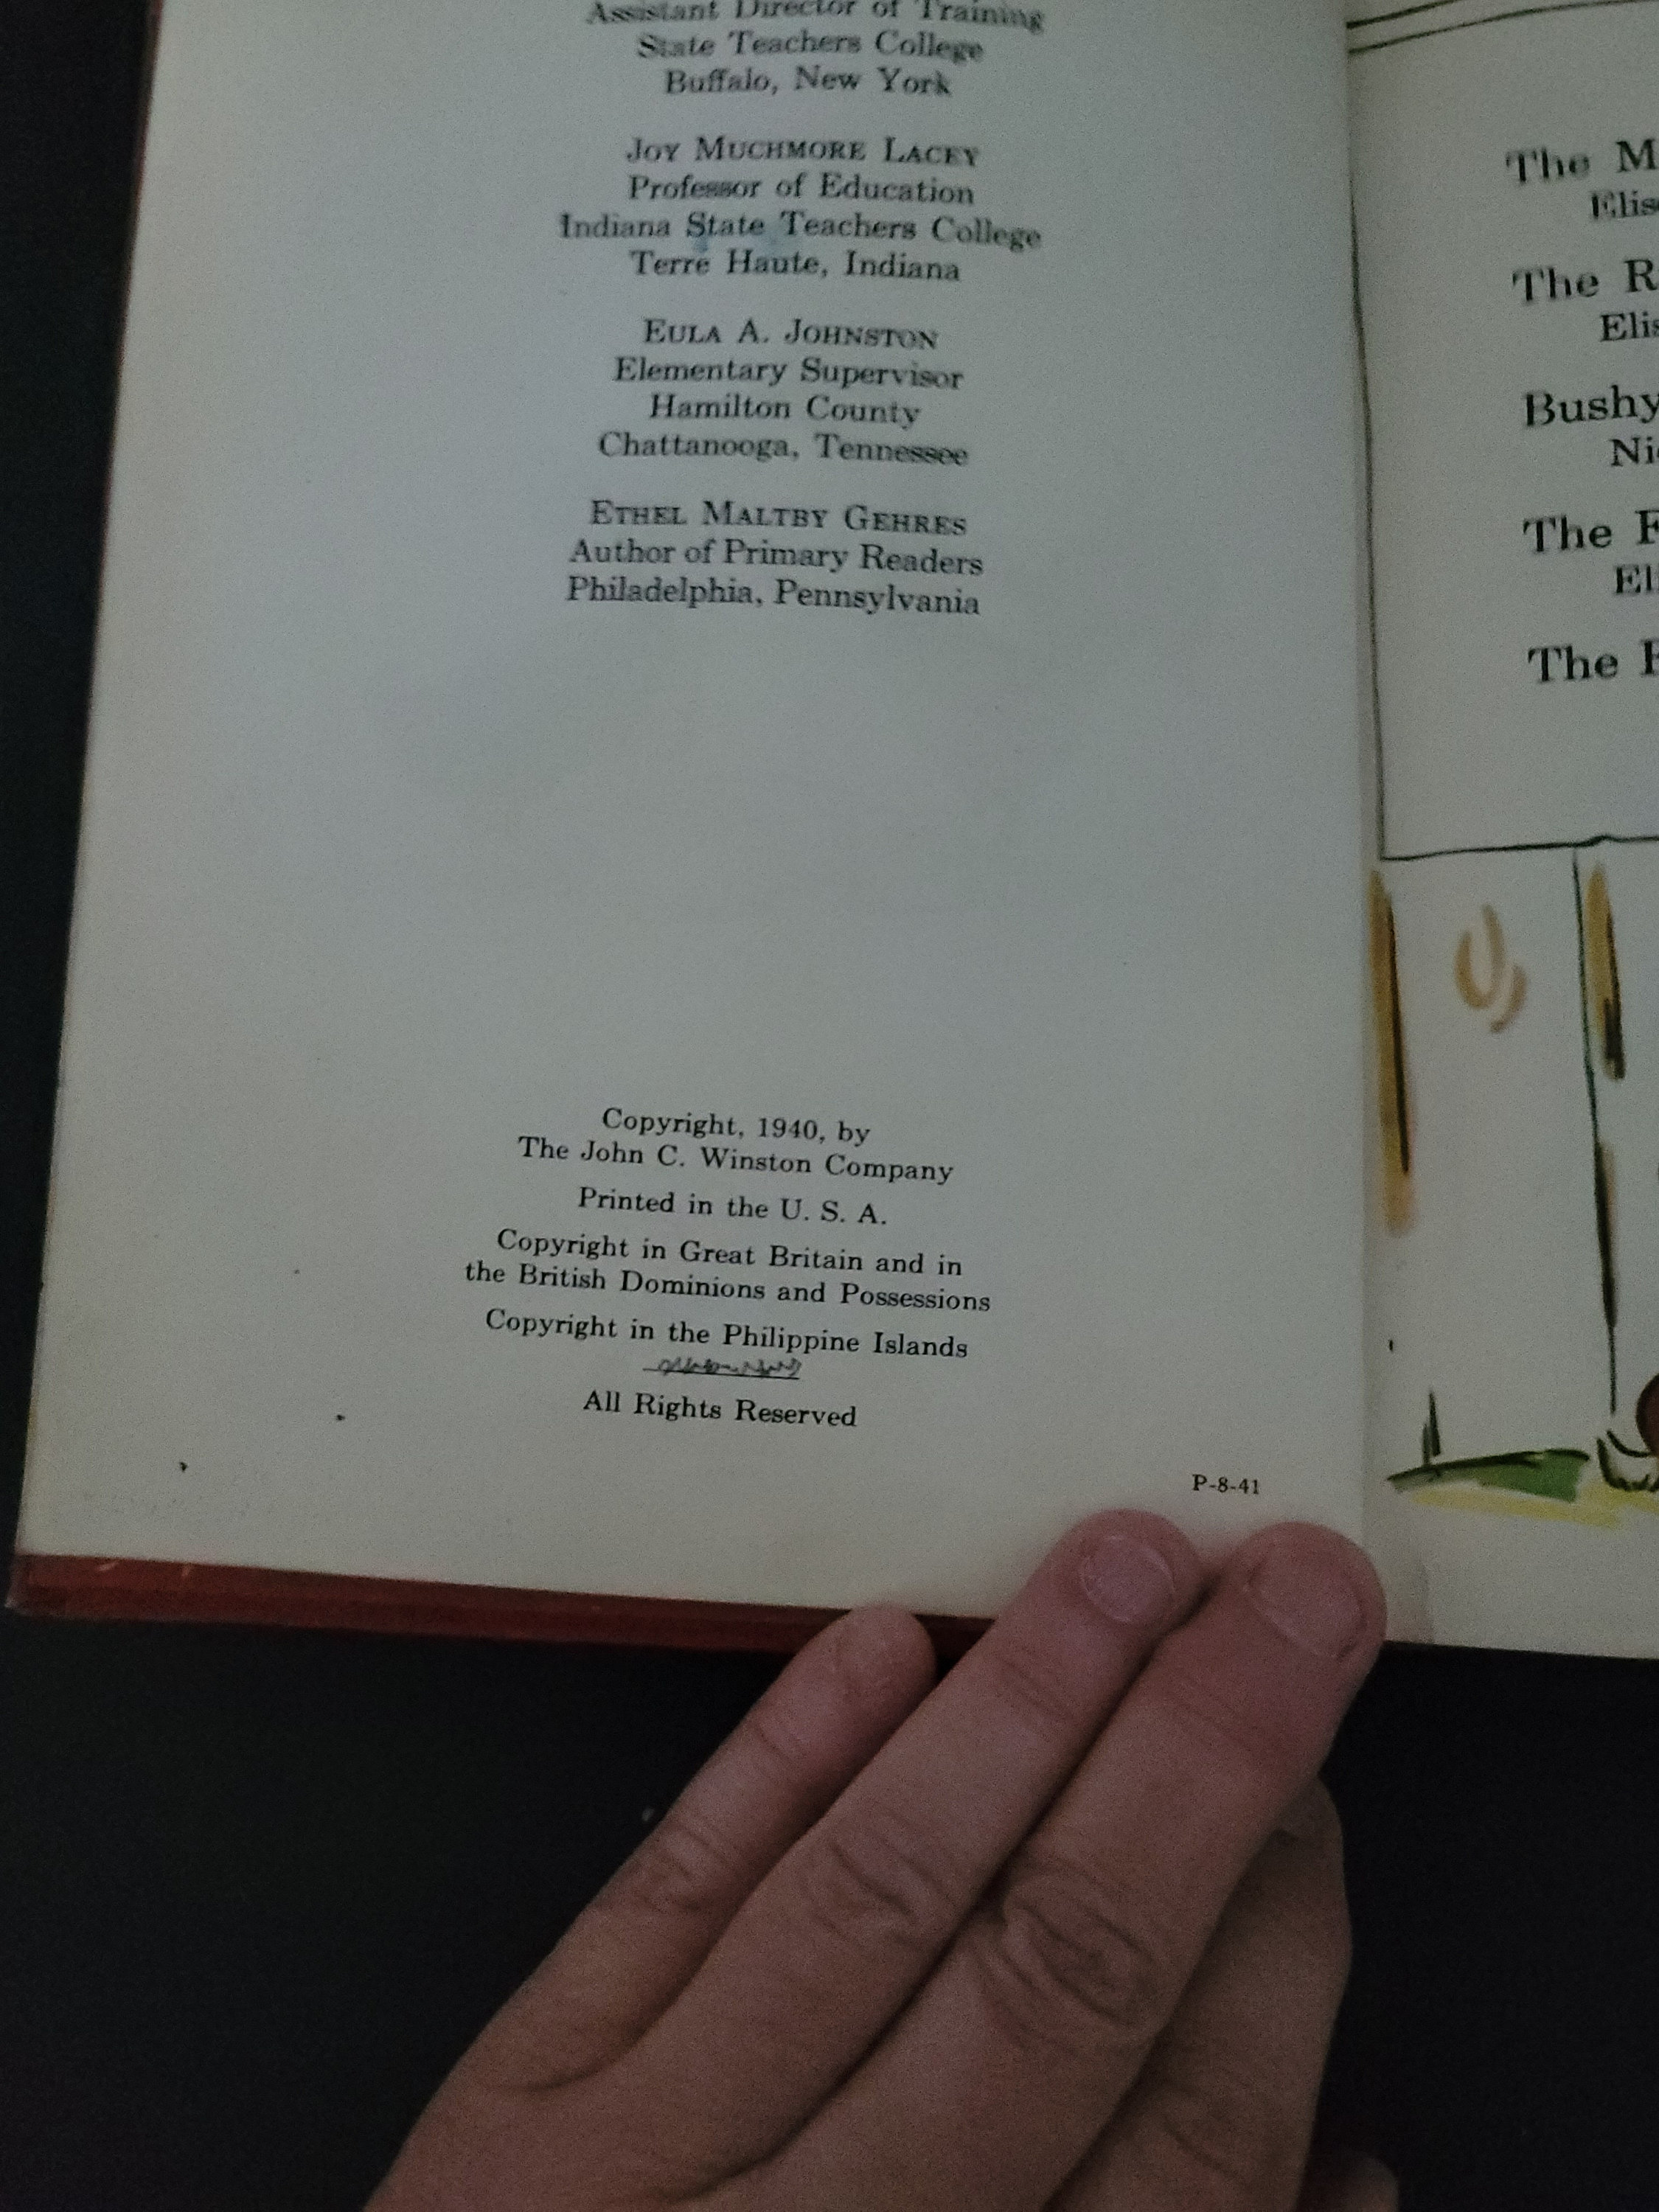 Assistant Director of Training
State Teachers College
Buffalo, New York
JOY MUCHMORE LACEY
Professor of Education
Indiana State Teachers College
Terre Haute, Indiana
EULA A. JOHNSTON
Elementary Supervisor
Hamilton County
Chattanooga, Tennessee
ETHEL MALTBY GEHRES
Author of Primary Readers
Philadelphia, Pennsylvania
Copyright, 1940, by
The John C. Winston Company
Printed in the U. S. A.
Copyright in Great Britain and in
the British Dominions and Possessions
Copyright in the Philippine Islands
All Rights Reserved
P-8-41
The
The
Bushy
The
The